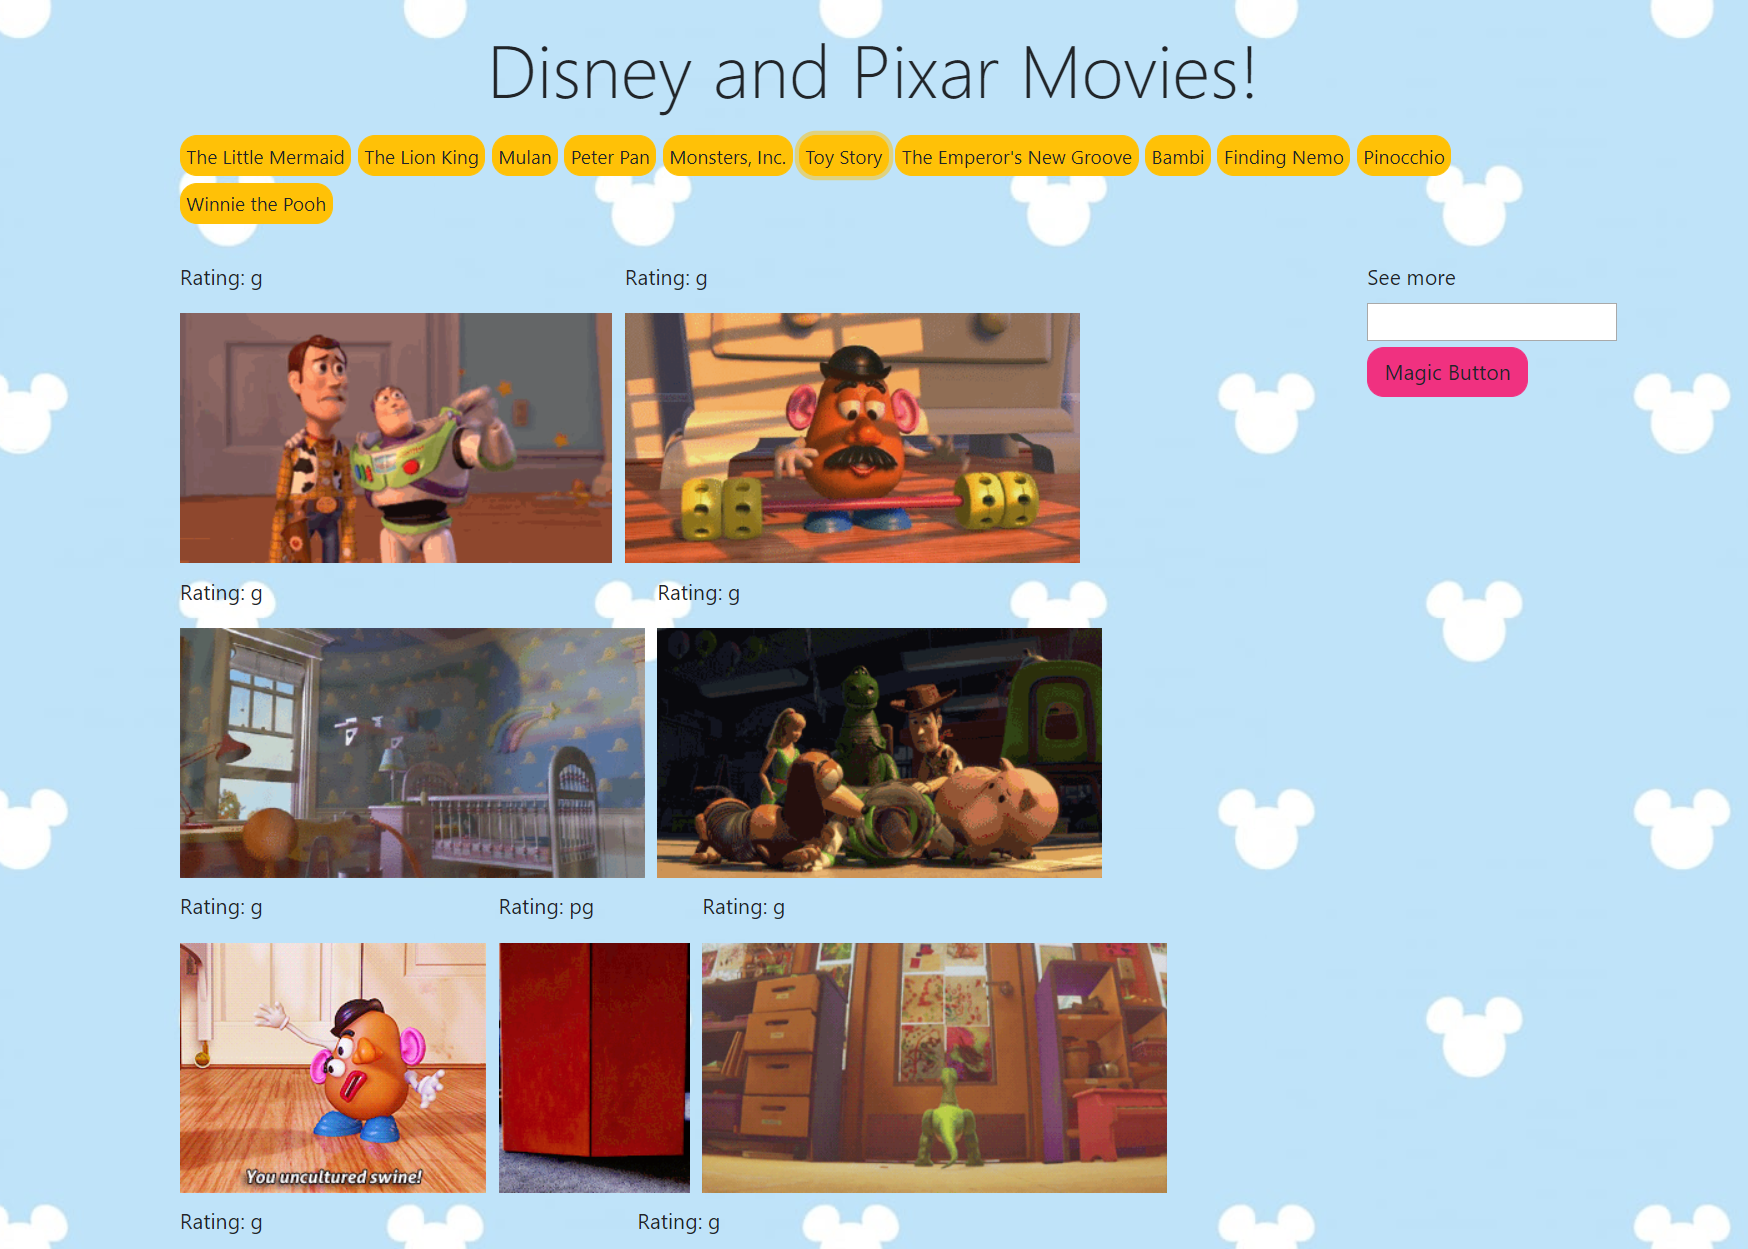 Disney and Pixar Movies!
The Little Mermaid The Lion King Mulan Peter Pan Monsters, Inc. Toy Story The Emperor's New Groove Bambi Finding Nemo Pinocchio
Winnie the Pooh
Rating: g Rating: g See more
Magic Button
Rating: g Rating: g
Rating: g Rating: pg Rating: g
You uncultured swine!
Rating: g Rating: g